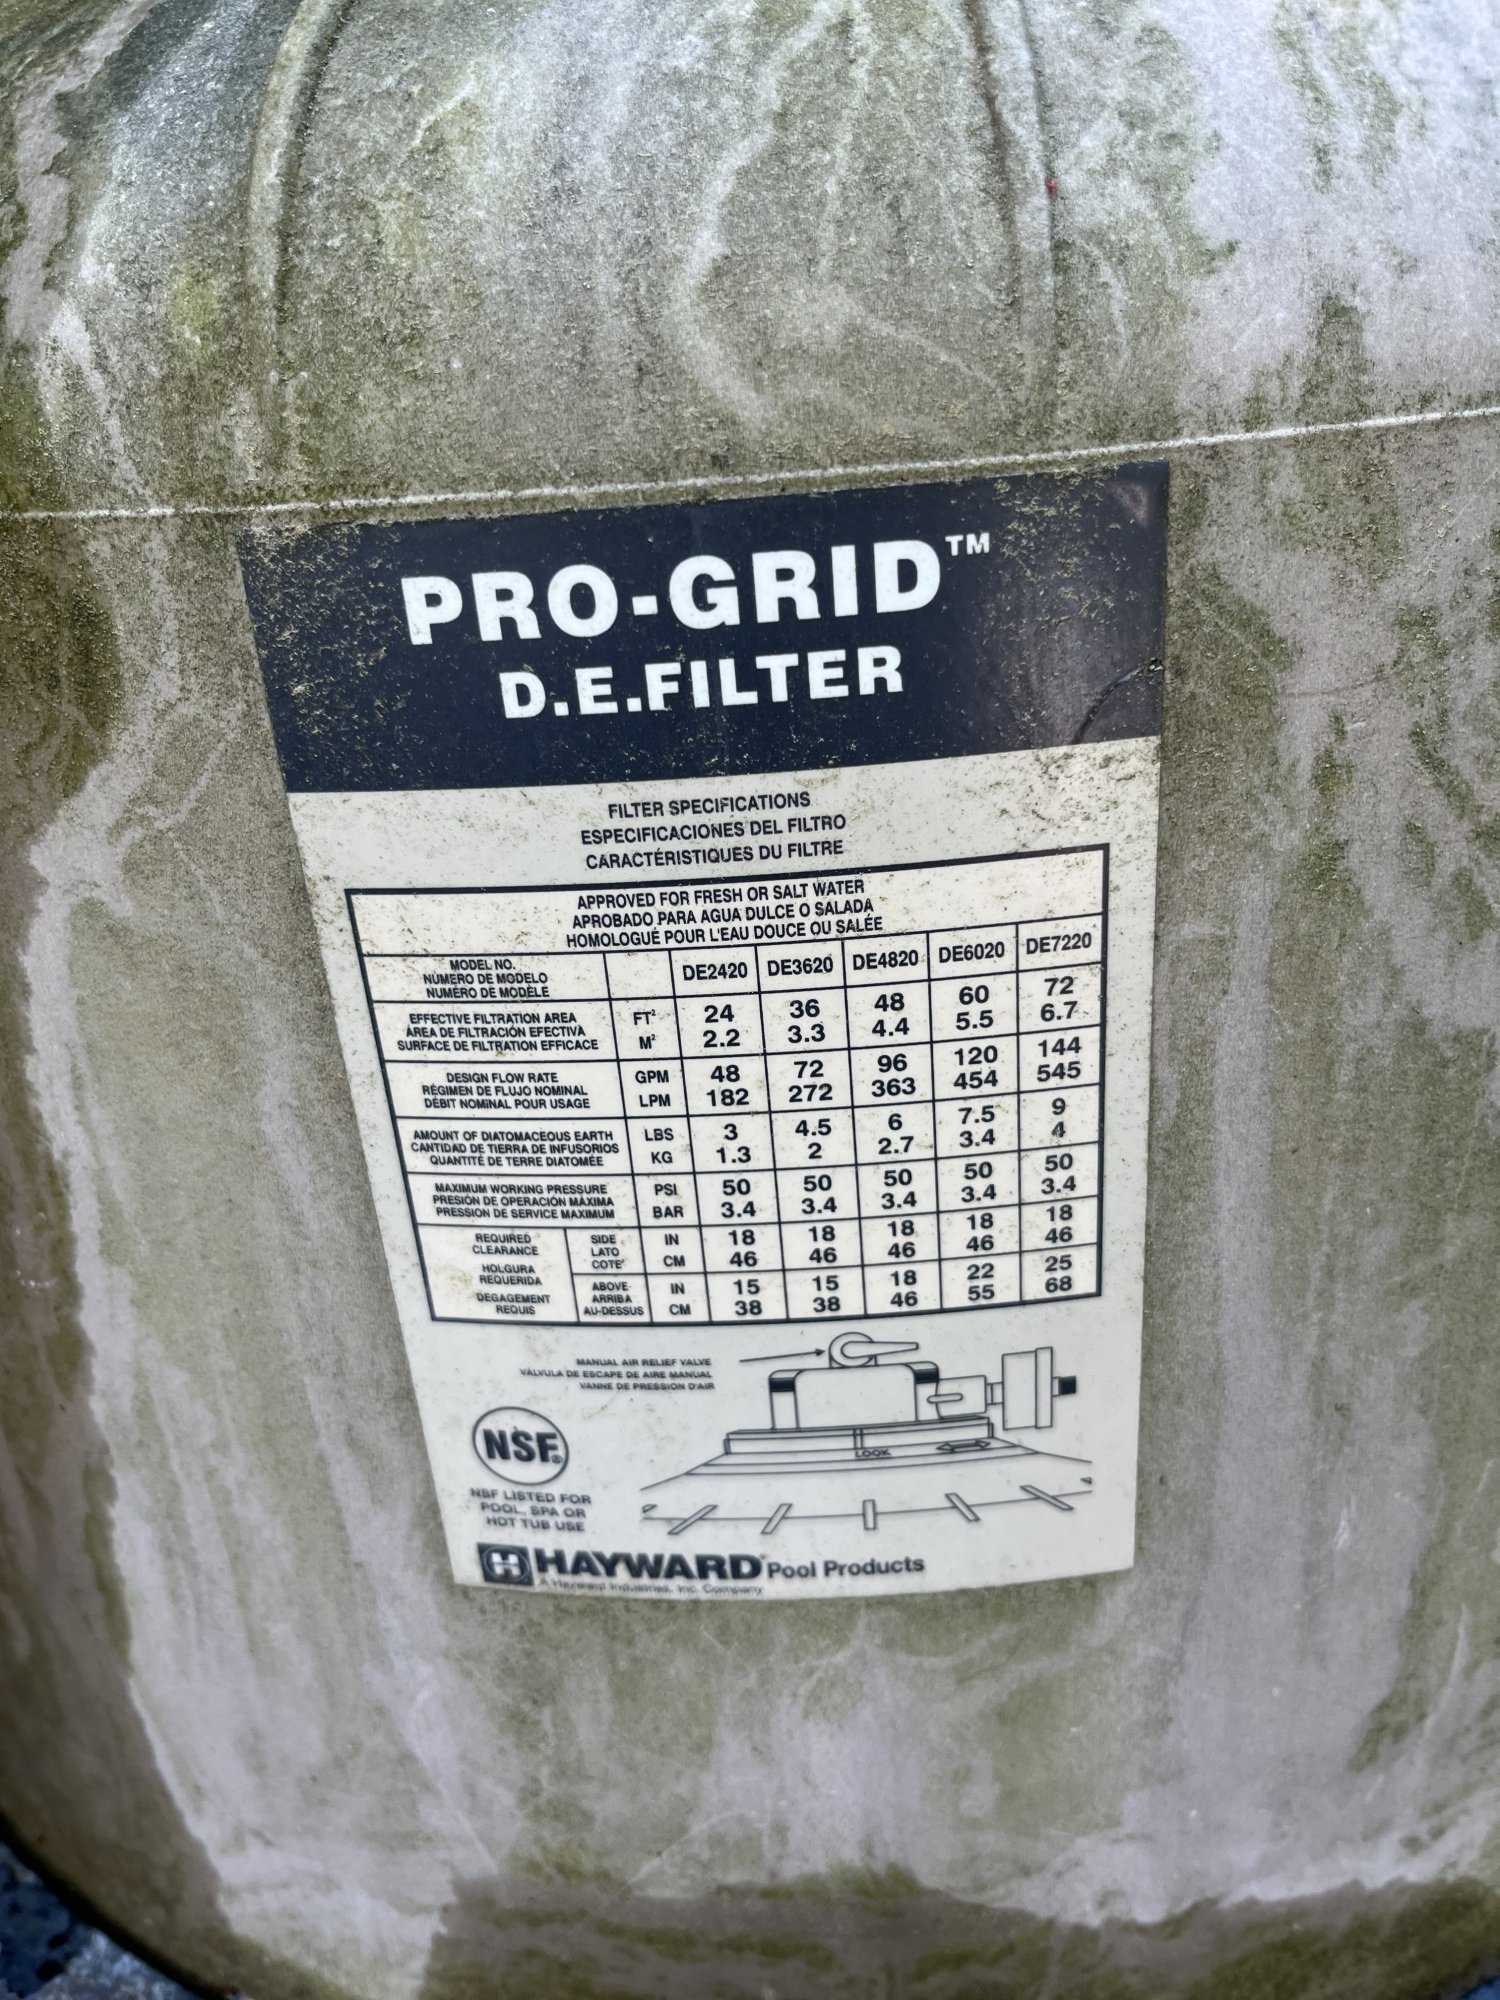 PRO-GRID™
D.E.FILTER
FILTER SPECIFICATIONS
ESPECIFICACIONES DEL FILTRO
CARACTÉRISTIQUES DU FILTRE
APPROVED FOR FRESH OR SALT WATER
APROBADO PARA AGUA DULCE O SALADA
HOMOLOGUÉ POUR L'EAU DOUCE OU SALÉE
MODEL NO.
NÚMERO DE MODELO
NUMÉRO DE MODÈLE
DE2420 DE3620 DE4820 DE6020 DE7220
EFFECTIVE FILTRATION AREA
ÁREA DE FILTRACIÓN EFECTIVA
SURFACE DE FILTRATION EFFICACE
FT² 24 36 48 60 72
M² 2.2 3.3 4.4 5.5 6.7
DESIGN FLOW RATE
RÉGIMEN DE FLUJO NOMINAL
DÉBIT NOMINAL POUR USAGE
GPM 48 72 96 120 144
LPM 182 272 363 454 545
AMOUNT OF DIATOMACEOUS EARTH
CANTIDAD DE TIERRA DE INFUSORIOS
QUANTITÉ DE TERRE DIATOMÉE
LBS 3 4.5 6 7.5 9
KG 1.3 2 2.7 3.4 4
MAXIMUM WORKING PRESSURE
PRESIÓN DE OPERACIÓN MÁXIMA
PRESSION DE SERVICE MAXIMUM
PSI 50 50 50 50 50
BAR 3.4 3.4 3.4 3.4 3.4
REQUIRED
CLEARANCE
HOLGURA
REQUERIDA
DEGAGEMENT
REQUIS
SIDE
LATO
COTE'
IN 18 18 18 18 18
CM 46 46 46 46 46
ABOVE
ARRIBA
AU-DESSUS
IN 15 15 18 22 25
CM 38 38 46 55 68
MANUAL AIR RELIEF VALVE
VÁLVULA DE ESCAPE DE AIRE MANUAL
VANNE DE PRESSION D'AIR
LOOK
NSF®
NSF LISTED FOR
POOL, SPA OR
HOT TUB USE
H HAYWARD® Pool Products
A Hayward Industries, Inc. Company